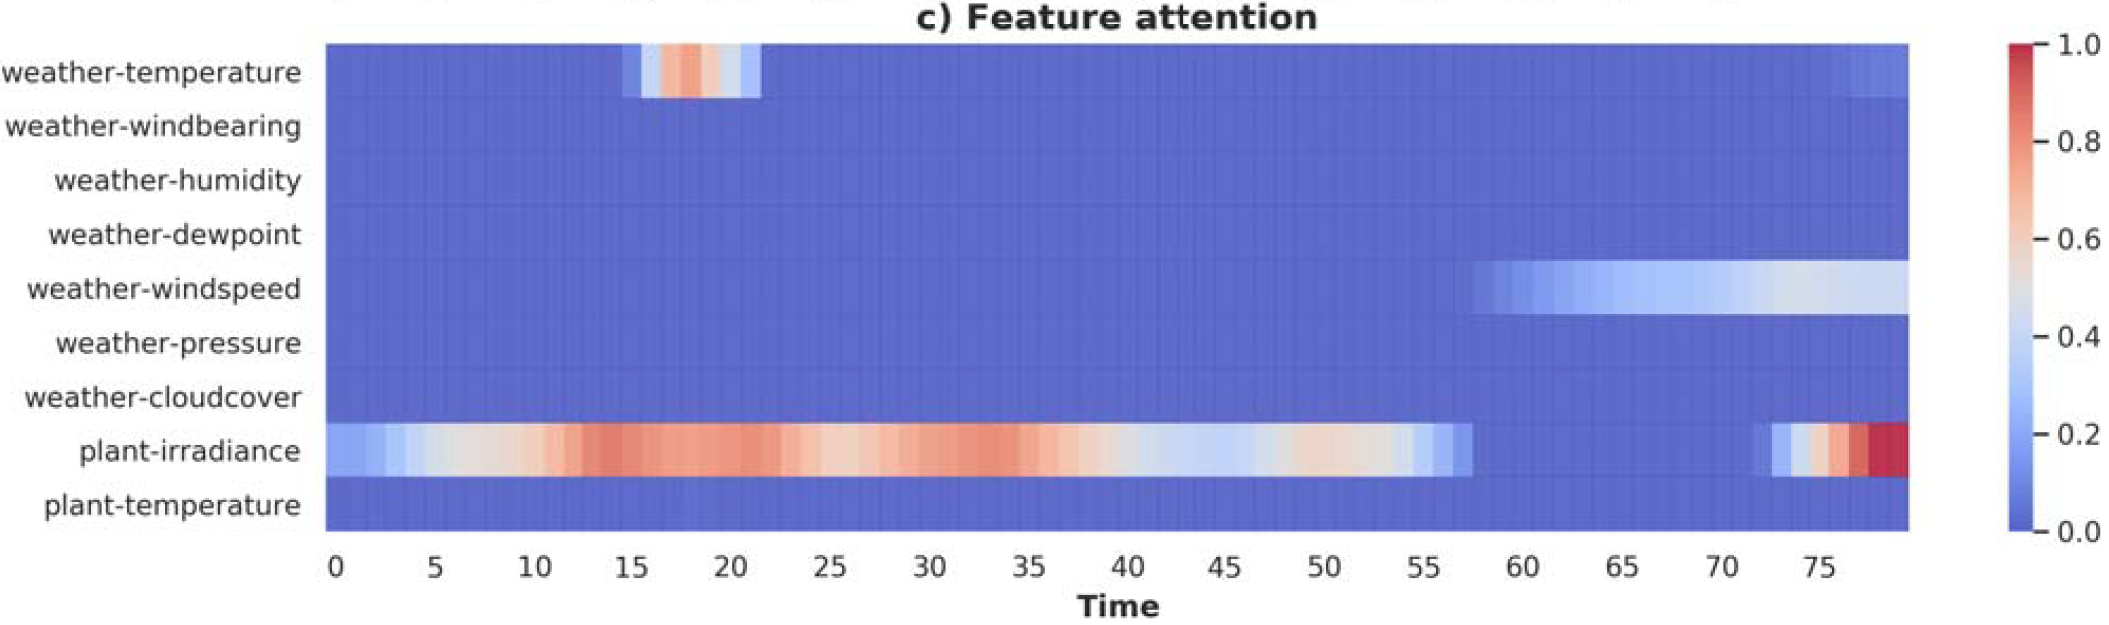 c) Feature attention
weather-temperature
weather-windbearing
weather-humidity
weather-dewpoint
weather-windspeed
weather-pressure
weather-cloudcover
plant-irradiance
plant-temperature
0 5 10 15 20 25 30 35 40 45 50 55 60 65 70 75
Time
1.0
0.8
0.6
0.4
0.2
0.0